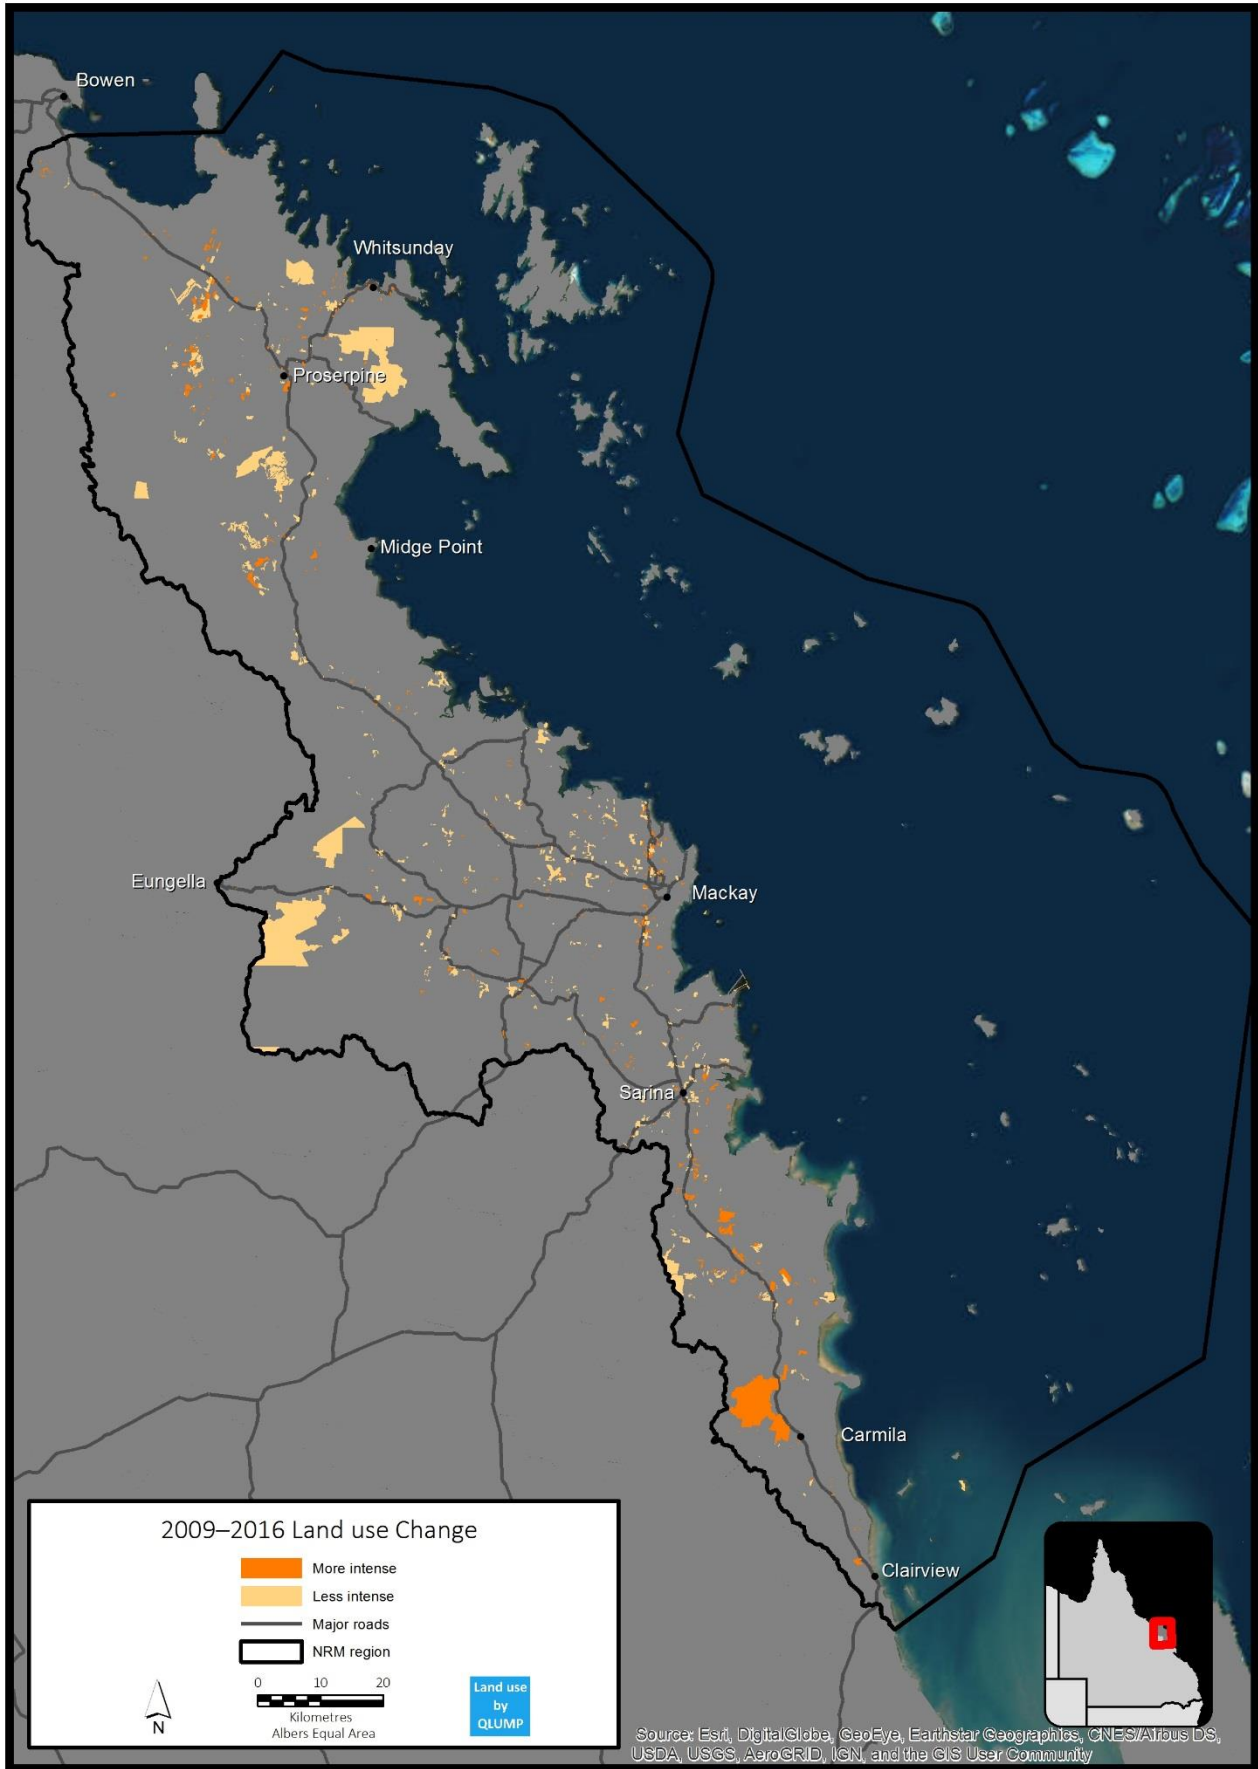 Bowen
Whitsunday
Proserpine
Midge Point
Eungella
Mackay
Sarina
Carmila
Clairview
2009–2016 Land use Change
More intense
Less intense
Major roads
NRM region
0 10 20
Kilometres
Albers Equal Area
N
Land use
by
QLUMP
Source: Esri, DigitalGlobe, GeoEye, Earthstar Geographics, CNES/Airbus DS,
USDA, USGS, AeroGRID, IGN, and the GIS User Community